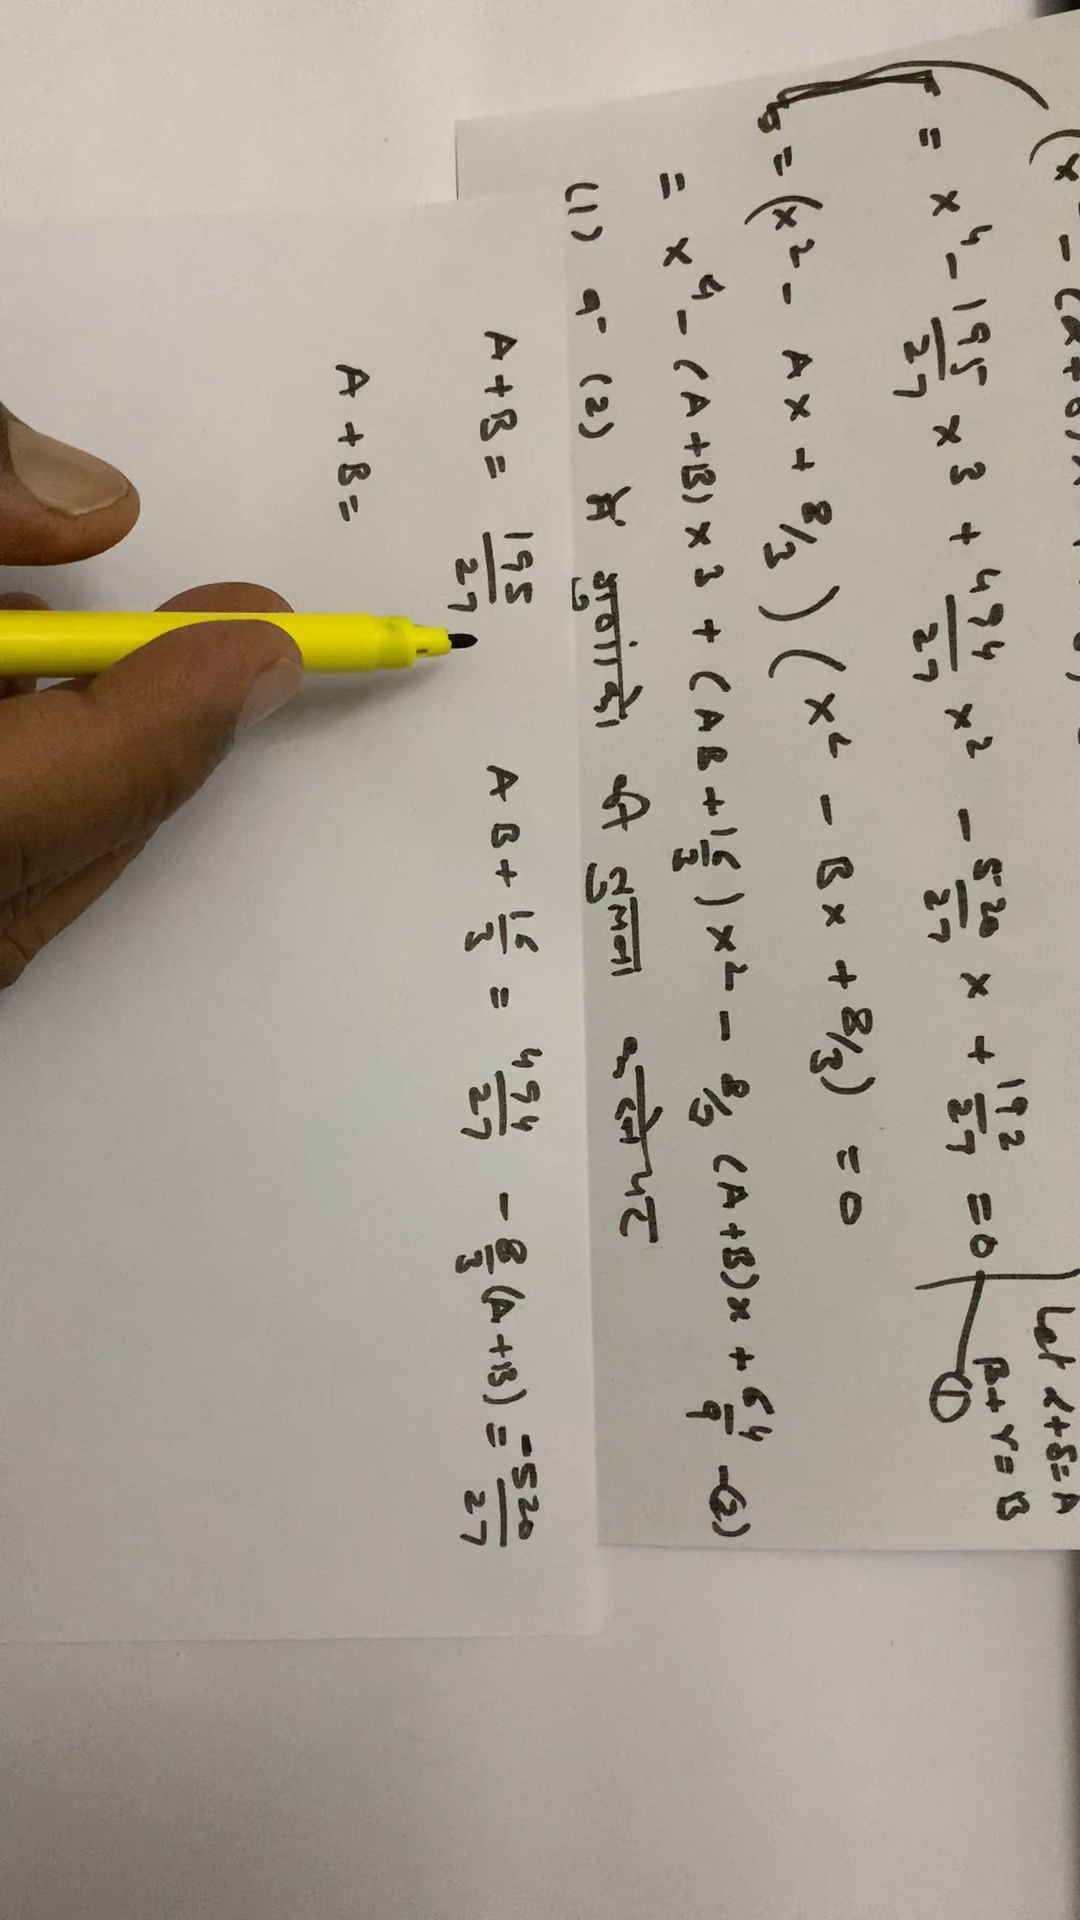 = x⁴ - 195/27 x³ + 494/27 x² - 520/27 x + 192/27 = 0
Let α + δ = A
β + γ = B
①
= (x² - Ax + 8/3) (x² - Bx + 8/3) = 0
= x⁴ - (A+B) x³ + (AB + 16/3) x² - 8/3 (A+B)x + 64/9 - (2)
(1) व (2) के गुणांको की तुलना करने पर
A + B = 195/27 AB + 16/3 = 494/27 - 8/3 (A+B) = -520/27
A + B =